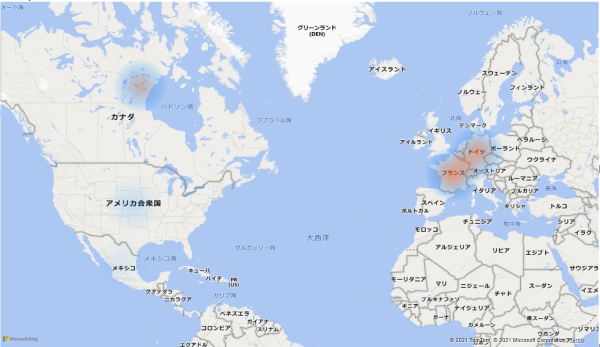 ノルウェー海
グリーンランド
(DEN)
アイスランド
スウェーデン
フィンランド
ノルウェー
カナダ
ハドソン湾
ラブラドル海
北海
デンマーク
イギリス
アイルランド
ベラルーシ
ドイツ
ポーランド
ウクライナ
フランス
オーストリア
ルーマニア
ブルガリア
イタリア
アメリカ合衆国
スペイン
ポルトガル
ギリシャ
トルコ
大西洋
サルガッソー海
チュニジア
地中海
シリア
モロッコ
イラク
メキシコ湾
メキシコ
キューバ
ハイチ
PR
(US)
アルジェリア
リビア
エジプト
サウジアラビ
グアテマラ
ニカラグア
カリブ海
モーリタニア
マリ
ニジェール
チャド
スーダン
ベネズエラ
ガイアナ
コロンビア
スリナム
ギニア
ブルキナファソ
ナイジェリア
ガーナ
カメルーン
南スーダン
ウガンダ
ソマリ
エクアドル
Microsoft Bing
© 2021 TomTom, © 2021 Microsoft Corporation